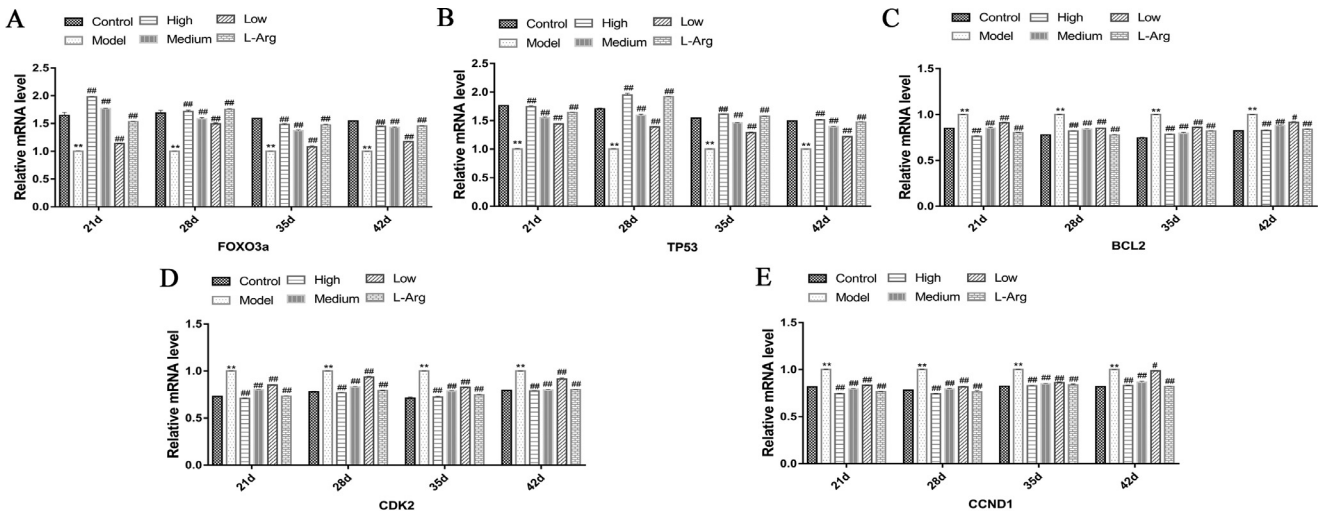 A
Control High Low
Model Medium L-Arg
Relative mRNA level
2.5
2.0
1.5
1.0
0.5
0.0
** ## ## ## ##
** ## ## ## ##
** ## ## ## ##
** ## ## ## ##
21d 28d 35d 42d
FOXO3a
B
Control High Low
Model Medium L-Arg
Relative mRNA level
2.5
2.0
1.5
1.0
0.5
0.0
** ## ## ## ##
** ## ## ## ##
** ## ## ## ##
** ## ## ## ##
21d 28d 35d 42d
TP53
C
Control High Low
Model Medium L-Arg
Relative mRNA level
1.5
1.0
0.5
0.0
** ## ## ## ##
** ## ## ## ##
** ## ## ## ##
** ## ## # ##
21d 28d 35d 42d
BCL2
D
Control High Low
Model Medium L-Arg
Relative mRNA level
1.5
1.0
0.5
0.0
** ## ## ## ##
** ## ## ## ##
** ## ## ## ##
** ## ## ## ##
21d 28d 35d 42d
CDK2
E
Control High Low
Model Medium L-Arg
Relative mRNA level
1.5
1.0
0.5
0.0
** ## ## ## ##
** ## ## ## ##
** ## ## ## ##
** ## ## # ##
21d 28d 35d 42d
CCND1